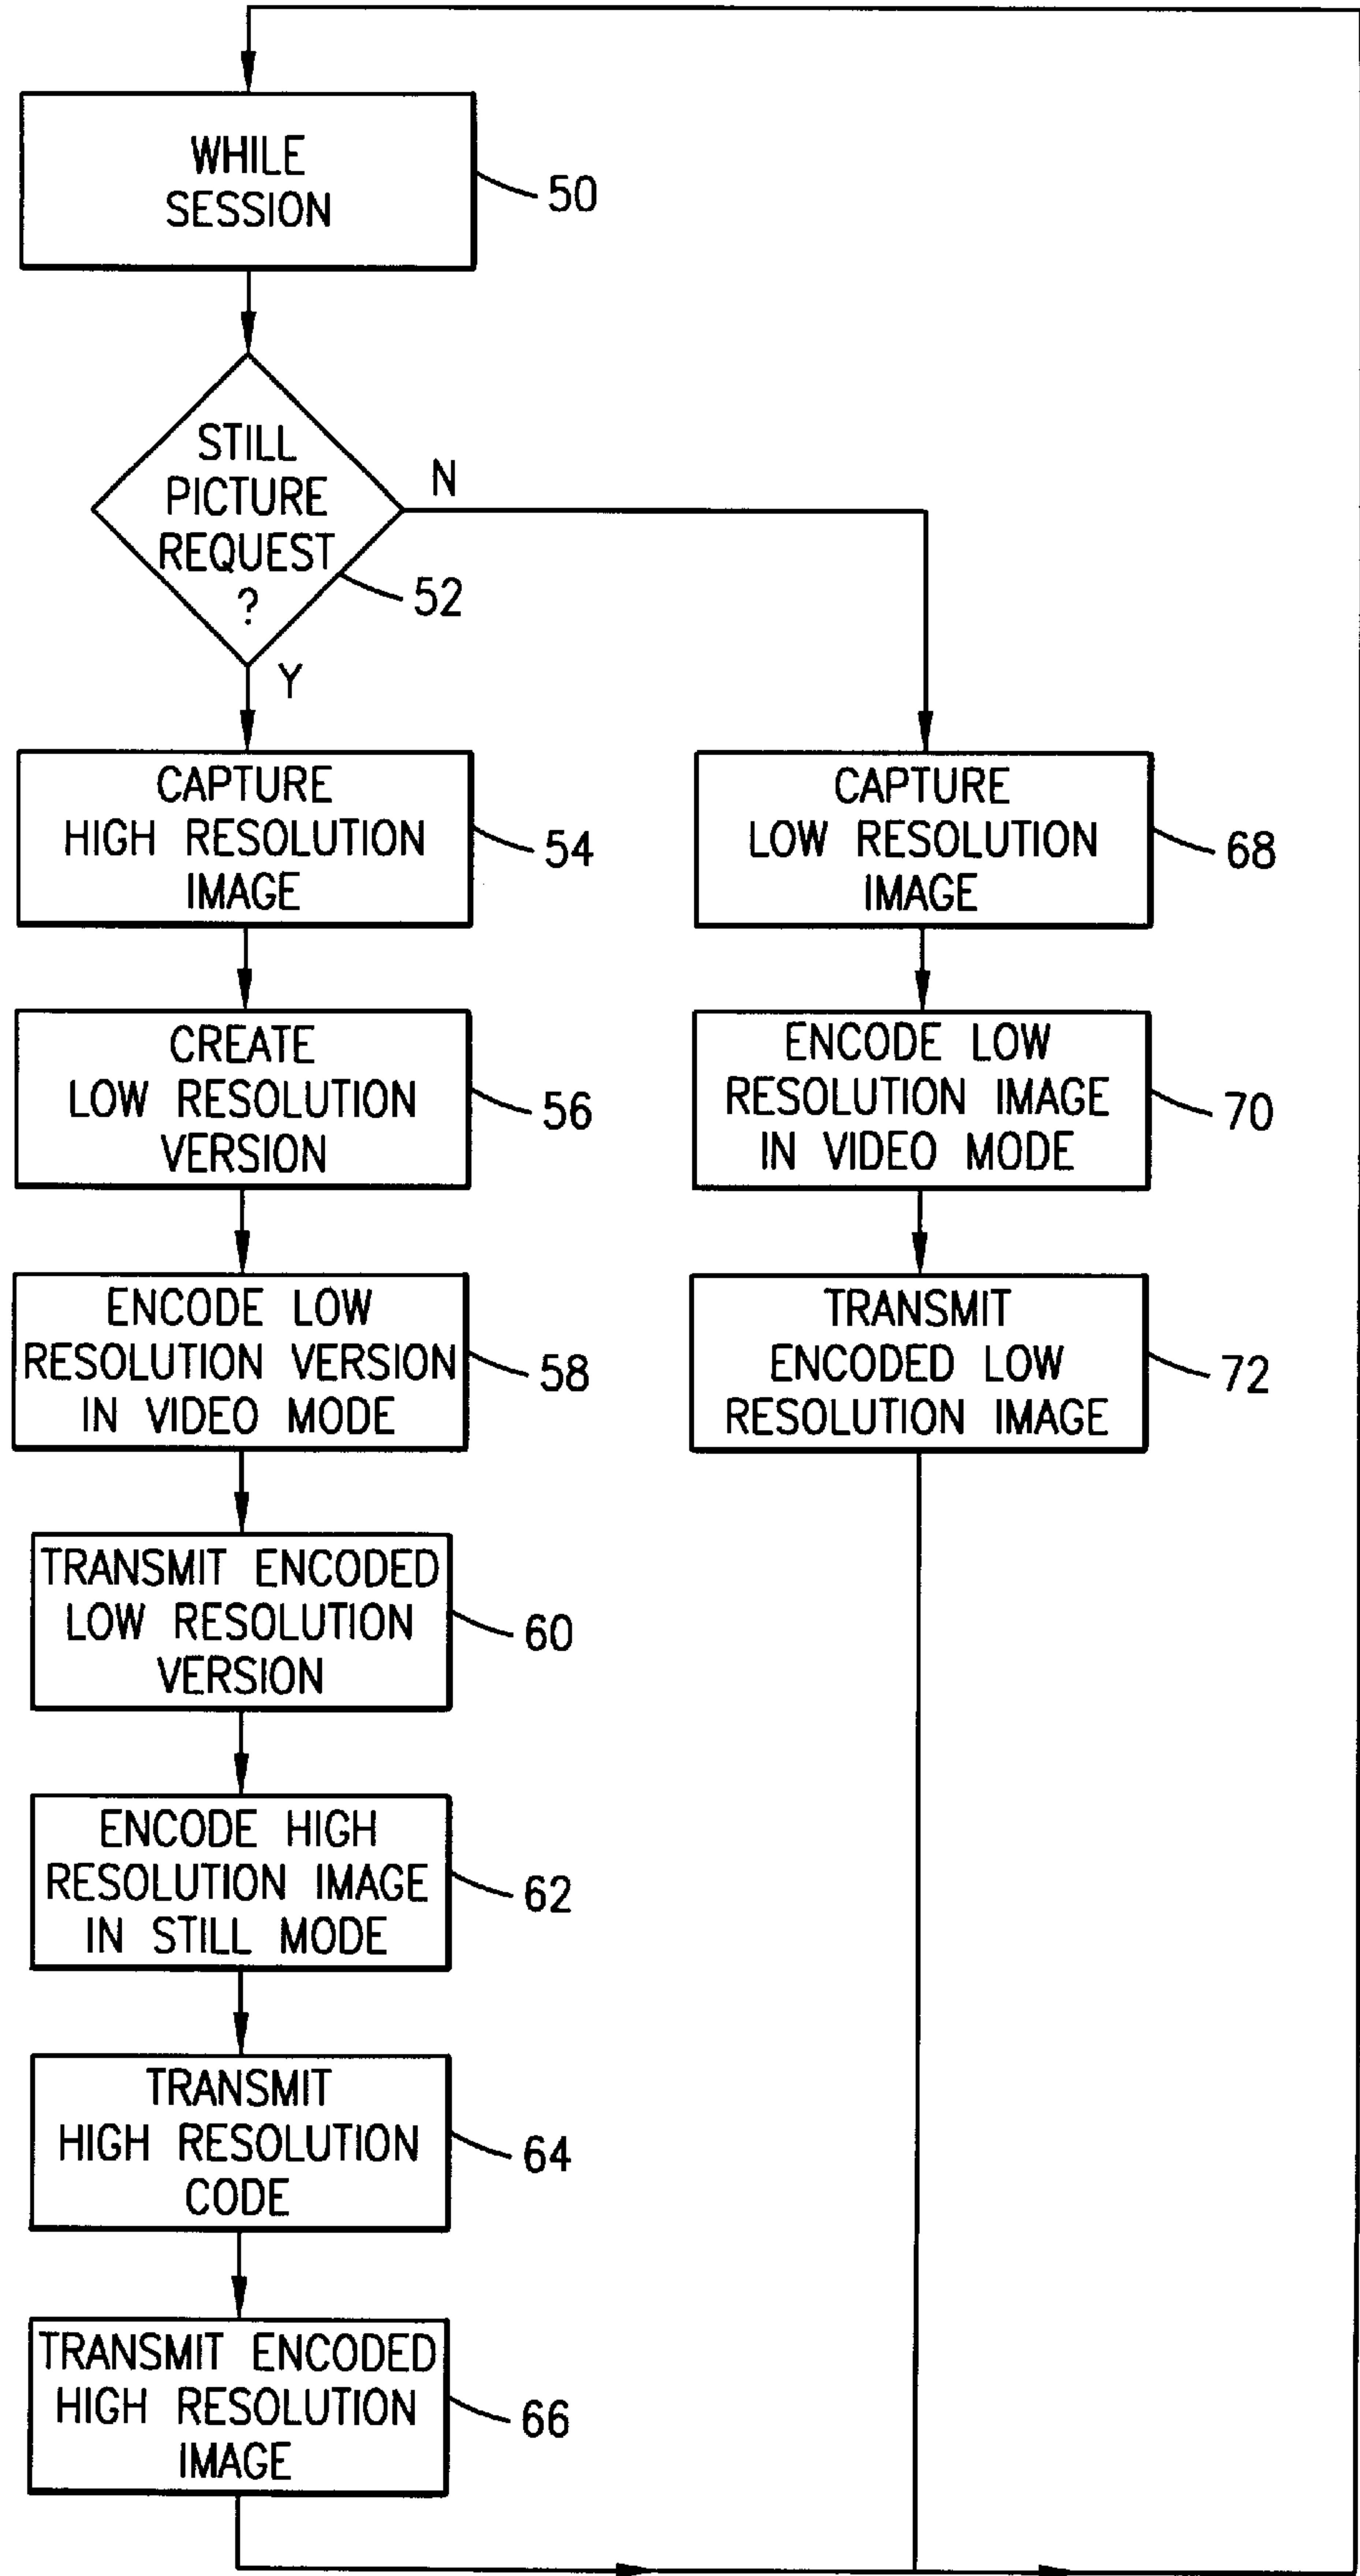 WHILE
SESSION
50
STILL
PICTURE
REQUEST
?
52
N
Y
CAPTURE
HIGH RESOLUTION
IMAGE
54
CAPTURE
LOW RESOLUTION
IMAGE
68
CREATE
LOW RESOLUTION
VERSION
56
ENCODE LOW
RESOLUTION IMAGE
IN VIDEO MODE
70
ENCODE LOW
RESOLUTION VERSION
IN VIDEO MODE
58
TRANSMIT
ENCODED LOW
RESOLUTION IMAGE
72
TRANSMIT ENCODED
LOW RESOLUTION
VERSION
60
ENCODE HIGH
RESOLUTION IMAGE
IN STILL MODE
62
TRANSMIT
HIGH RESOLUTION
CODE
64
TRANSMIT ENCODED
HIGH RESOLUTION
IMAGE
66